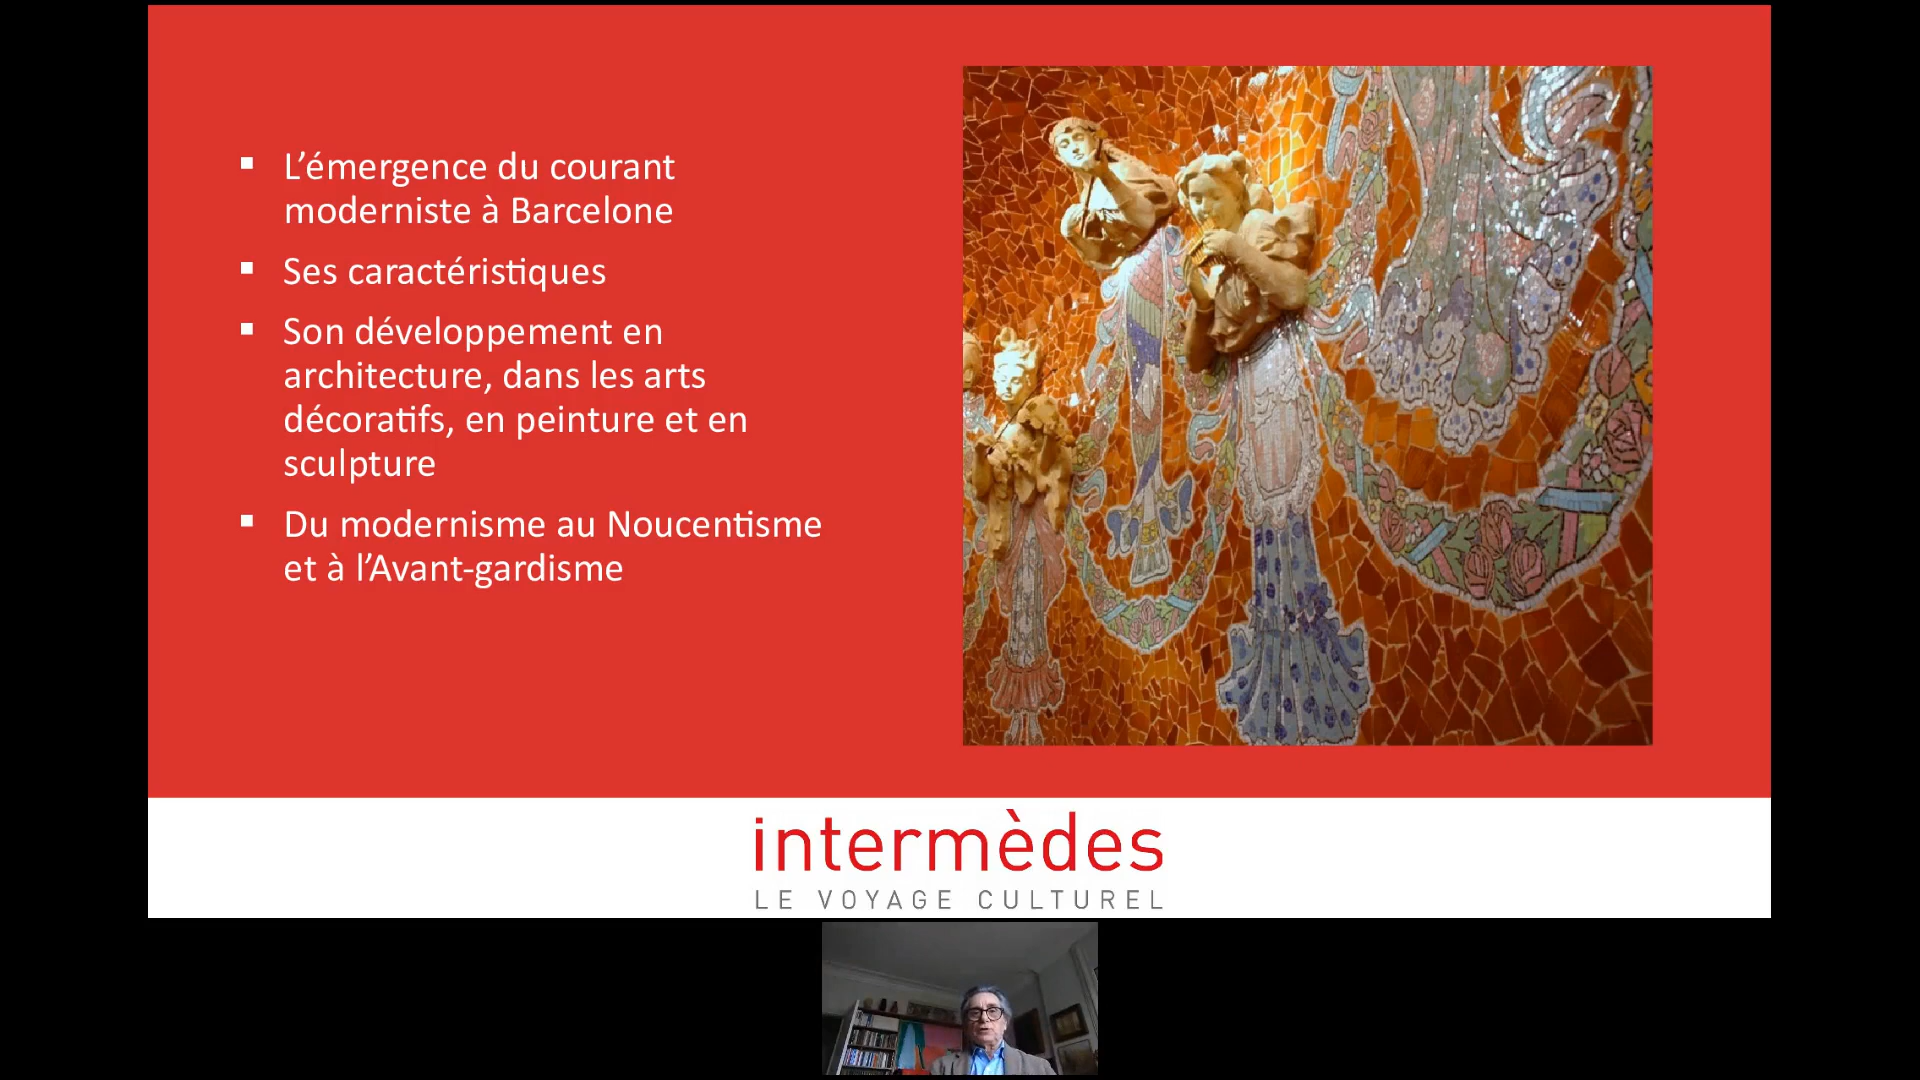 L’émergence du courant
moderniste à Barcelone
Ses caractéristiques
Son développement en
architecture, dans les arts
décoratifs, en peinture et en
sculpture
Du modernisme au Noucentisme
et à l’Avant-gardisme
intermèdes
LE VOYAGE CULTUREL